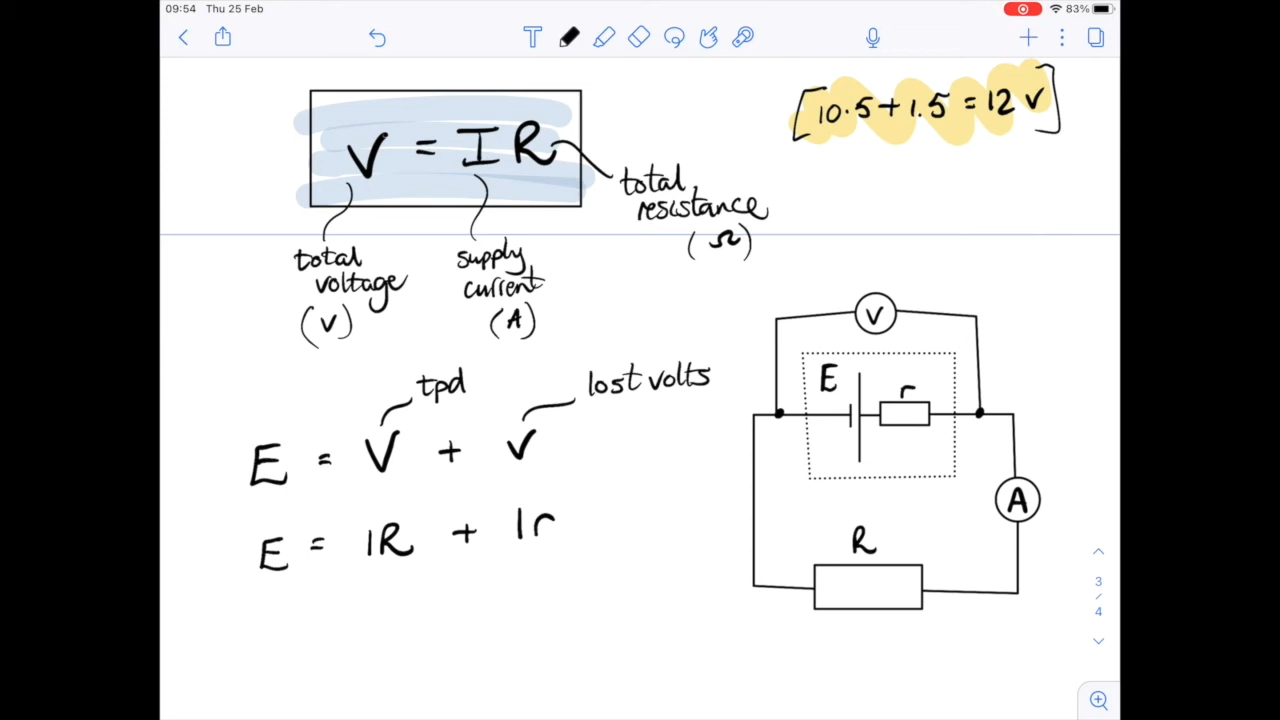 09:54 Thu 25 Feb
83%
T
[10.5 + 1.5 = 12 V]
V = IR
total
resistance
(Ω)
total
voltage
(V)
supply
current
(A)
tpd
lost volts
E = V + v
E = IR + Ir
V
E
r
A
R
3
/
4